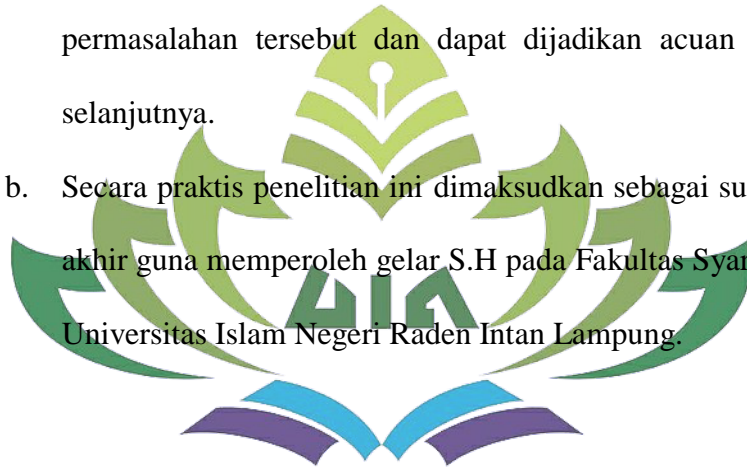 permasalahan tersebut dan dapat dijadikan acuan
selanjutnya.
b. Secara praktis penelitian ini dimaksudkan sebagai
akhir guna memperoleh gelar S.H pada Fakultas
Universitas Islam Negeri Raden Intan Lampung.
UIN